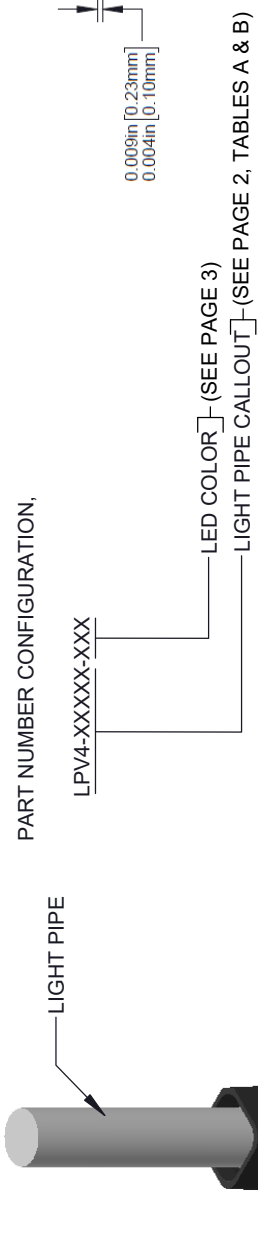 PART NUMBER CONFIGURATION,
LPV4-XXXXX-XXX
LED COLOR (SEE PAGE 3)
LIGHT PIPE CALLOUT (SEE PAGE 2, TABLES A & B)
LIGHT PIPE
0.009in [0.23mm]
0.004in [0.10mm]